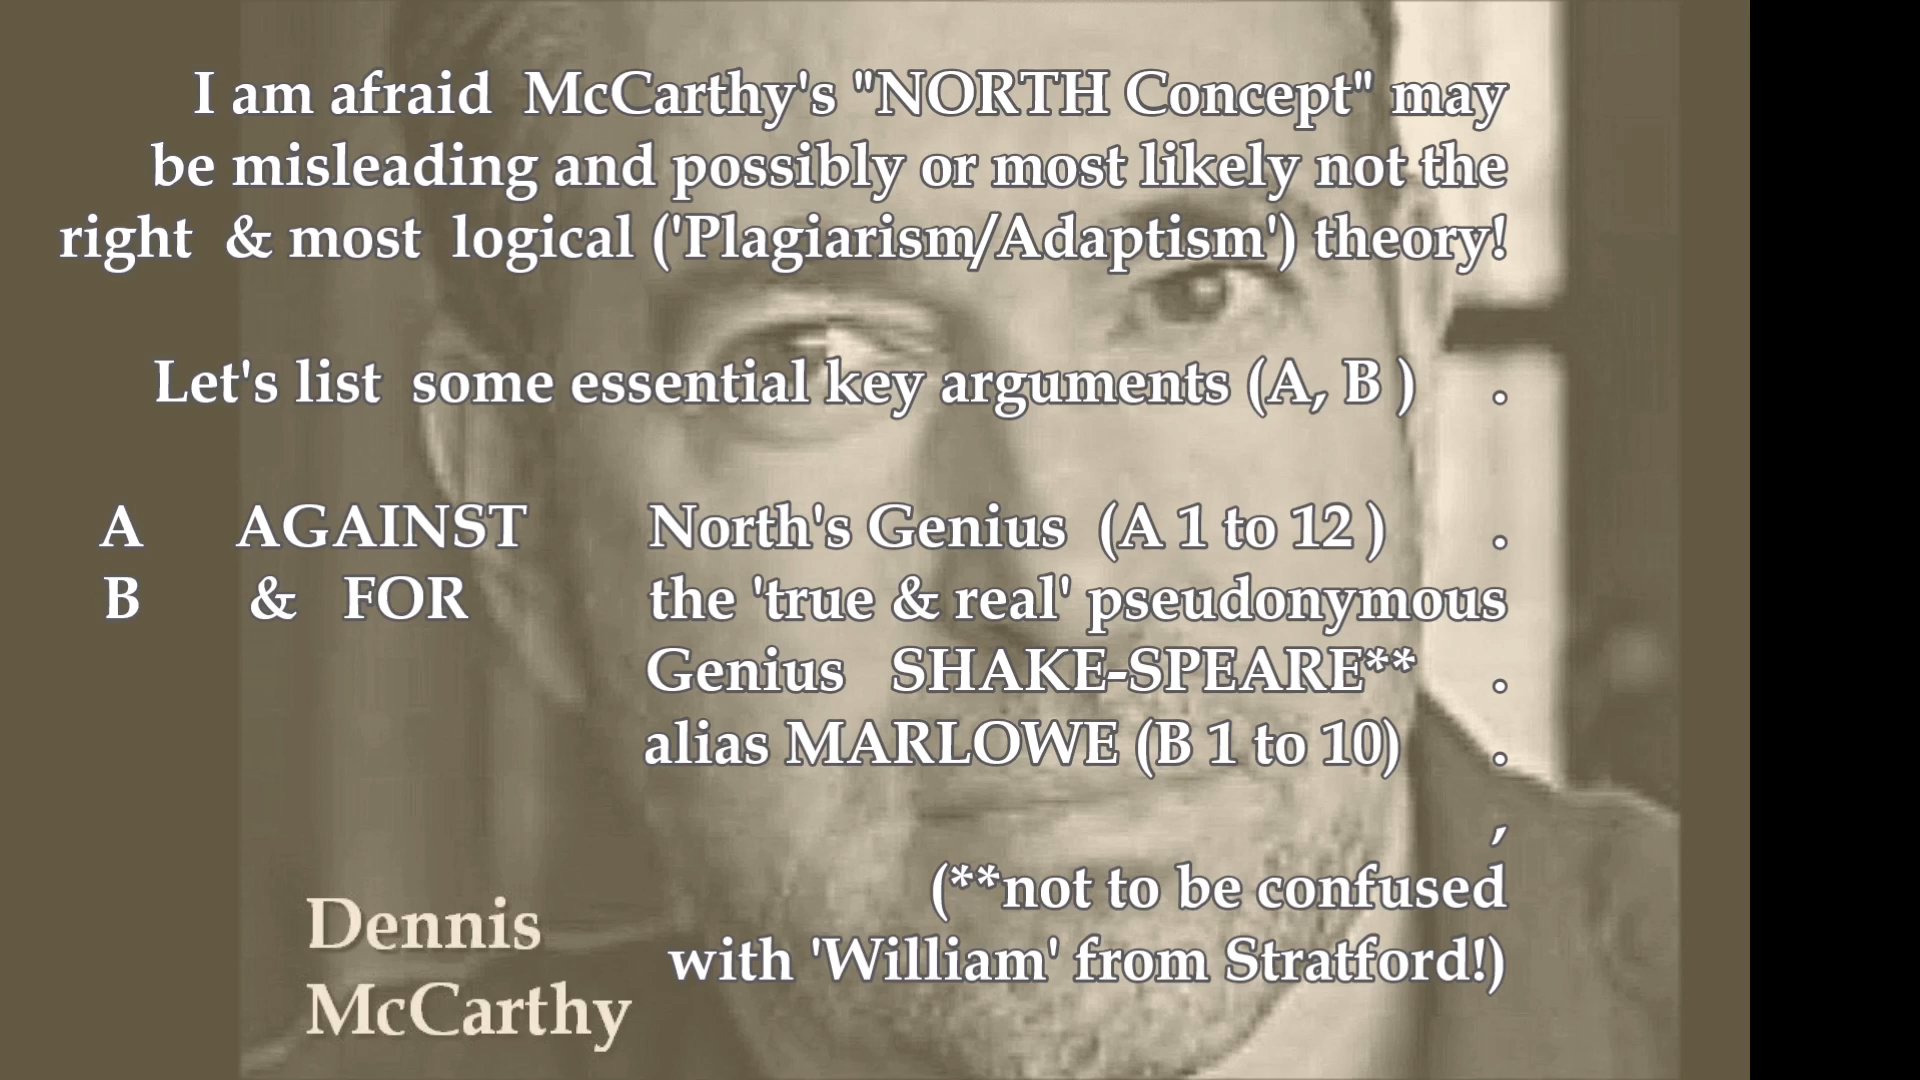 I am afraid McCarthy's "NORTH Concept" may
be misleading and possibly or most likely not the
right & most logical ('Plagiarism/Adaptism') theory!
Let's list some essential key arguments (A, B ) .
A AGAINST North's Genius (A 1 to 12 ) .
B & FOR the 'true & real' pseudonymous
Genius SHAKE-SPEARE** .
alias MARLOWE (B 1 to 10) .
,
(**not to be confused
with 'William' from Stratford!)
Dennis
McCarthy